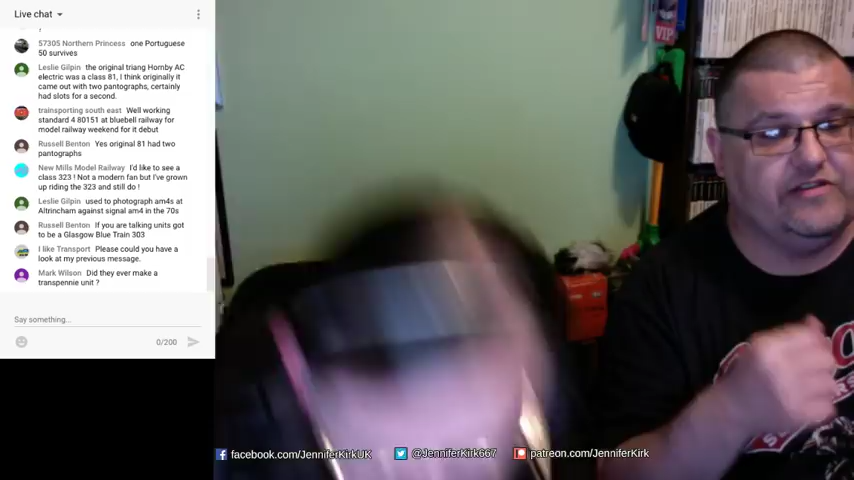 Live chat
57305 Northern Princess one Portuguese
50 survives
Leslie Gilpin the original triang Hornby AC
electric was a class 81, I think originally it
came out with two pantographs, certainly
had slots for a second.
trainsporting south east Well working
standard 4 80151 at bluebell railway for
model railway weekend for it debut
Russell Benton Yes original 81 had two
pantographs
New Mills Model Railway I'd like to see a
class 323 ! Not a modern fan but I've grown
up riding the 323 and still do !
Leslie Gilpin used to photograph am4s at
Altrincham against signal am4 in the 70s
Russell Benton If you are talking units got
to be a Glasgow Blue Train 303
I like Transport Please could you have a
look at my previous message.
Mark Wilson Did they ever make a
transpennie unit ?
Say something...
0/200
VIP
facebook.com/JenniferKirkUK
@JenniferKirk667
patreon.com/JenniferKirk